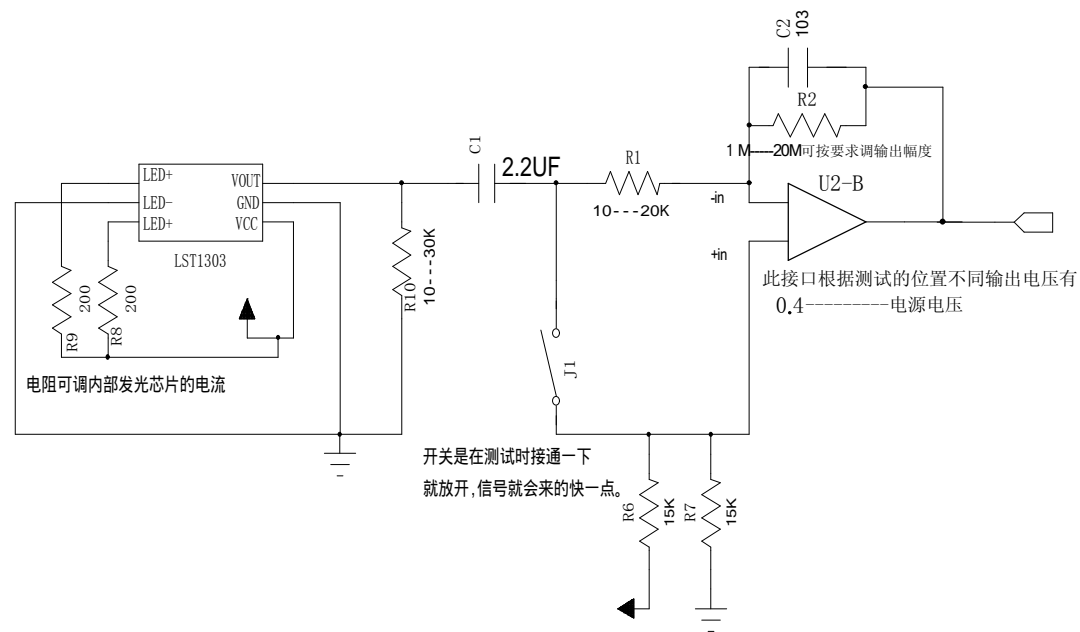 C2
103
R2
1 M-----20M可按要求调输出幅度
C1
2.2UF
R1
10---20K
U2-B
-in
+in
LED+
LED-
LED+
VOUT
GND
VCC
LST1303
R10
10---30K
R9
200
R8
200
电阻可调内部发光芯片的电流
此接口根据测试的位置不同输出电压有
0.4---------电源电压
J1
开关是在测试时接通一下
就放开,信号就会来的快一点。
R6
15K
R7
15K